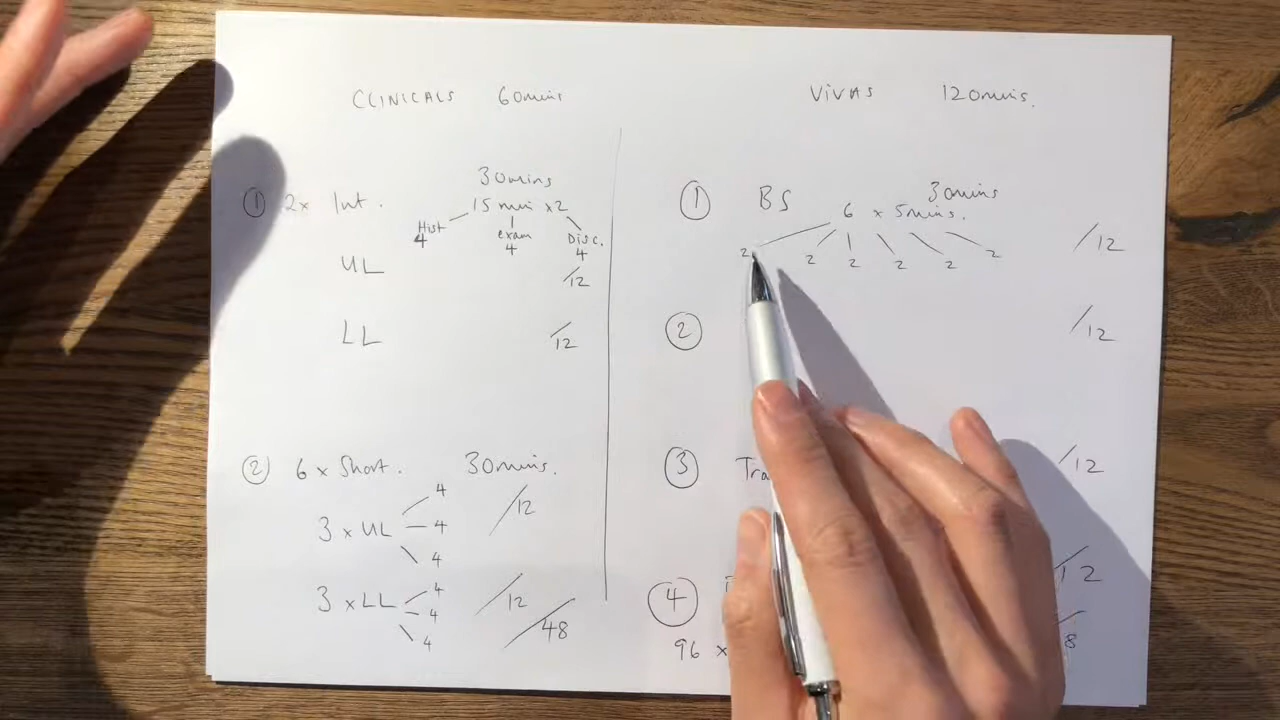 CLINICALS 60mins
① 2x Int.
30mins
15 min x2
Hist 4 exam 4 Disc. 4
UL /12
LL /12
② 6 x Short. 30mins.
3 x UL 4 4 4 /12
3 x LL 4 4 4 /12
/48
VIVAS 120mins.
① BS 30mins
6 x 5mins.
2 2 2 2 2 2 /12
② /12
③ Tra /12
④ /12
96 x 8